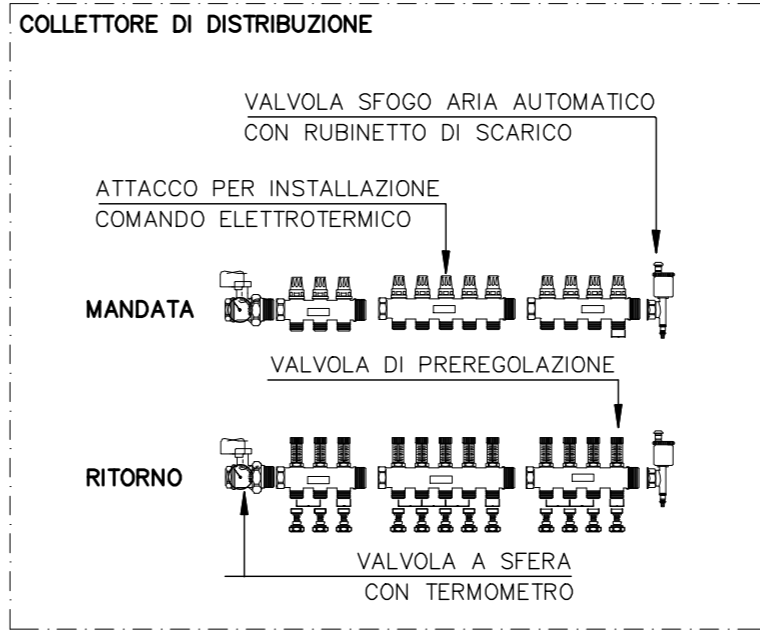 COLLETTORE DI DISTRIBUZIONE
VALVOLA SFOGO ARIA AUTOMATICO
CON RUBINETTO DI SCARICO
ATTACCO PER INSTALLAZIONE
COMANDO ELETTROTERMICO
MANDATA
VALVOLA DI PREREGOLAZIONE
RITORNO
VALVOLA A SFERA
CON TERMOMETRO